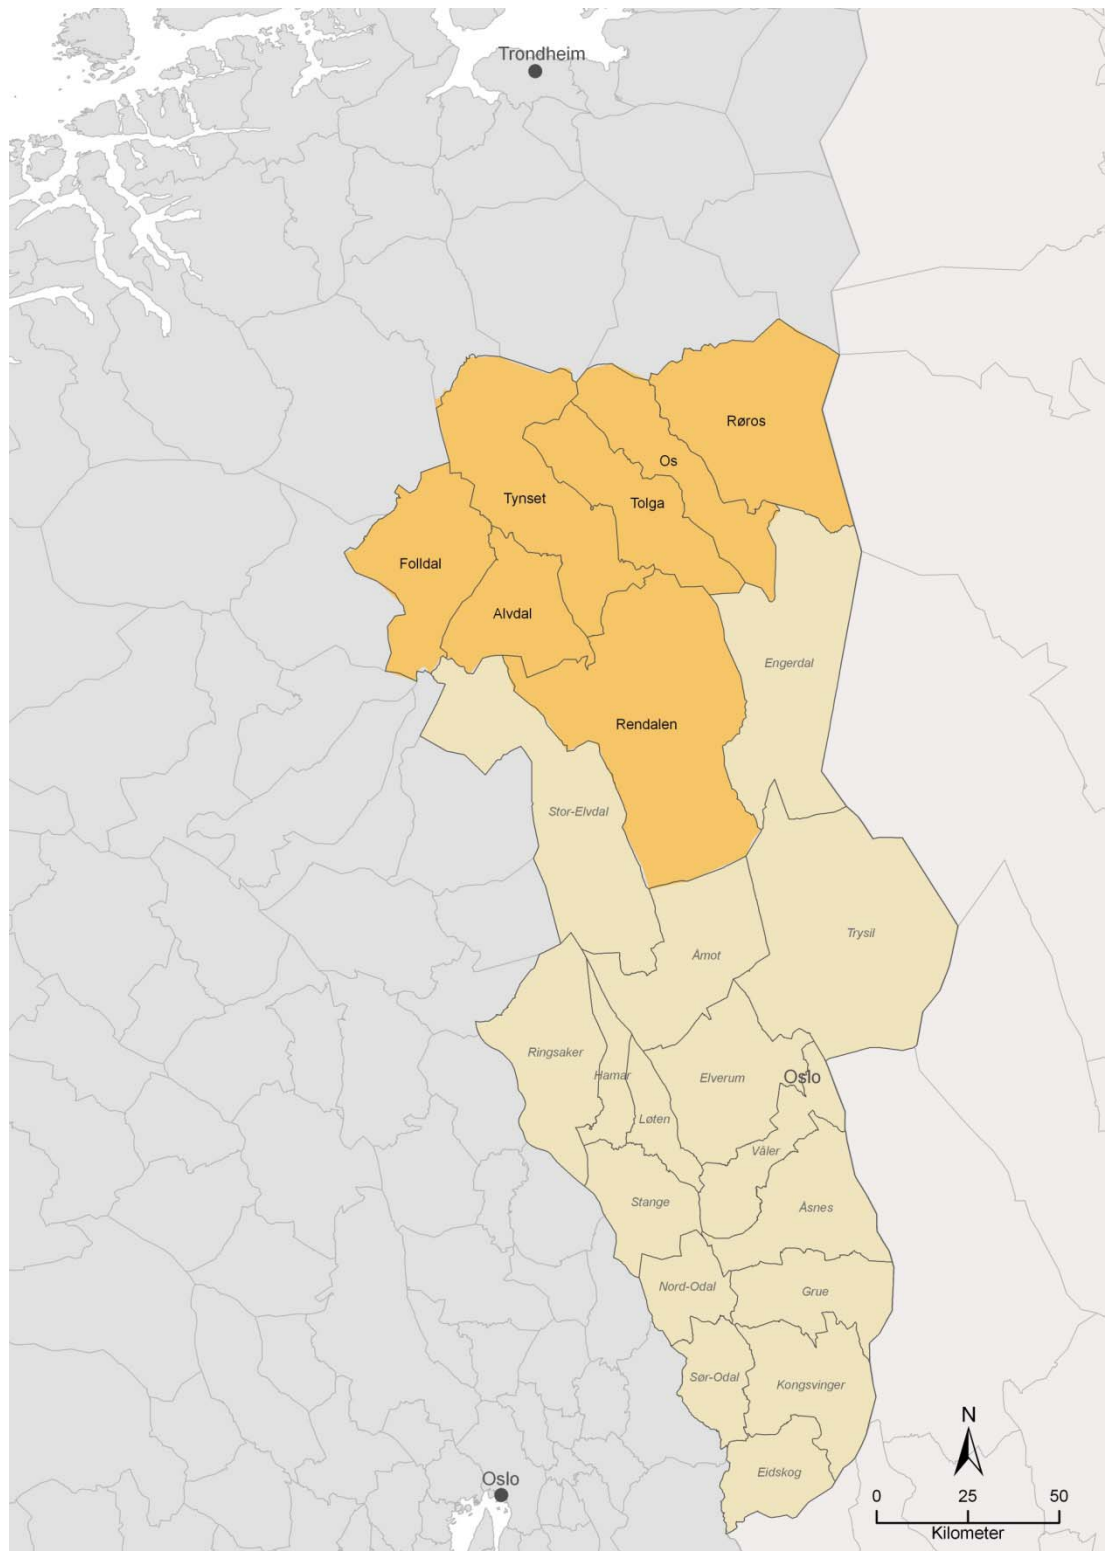 Trondheim
Røros
Os
Tynset
Tolga
Folldal
Alvdal
Engerdal
Rendalen
Stor-Elvdal
Trysil
Åmot
Ringsaker
Hamar
Elverum
Oslo
Løten
Våler
Stange
Åsnes
Nord-Odal
Grue
Sør-Odal
Kongsvinger
N
Eidskog
Oslo
0 25 50
Kilometer